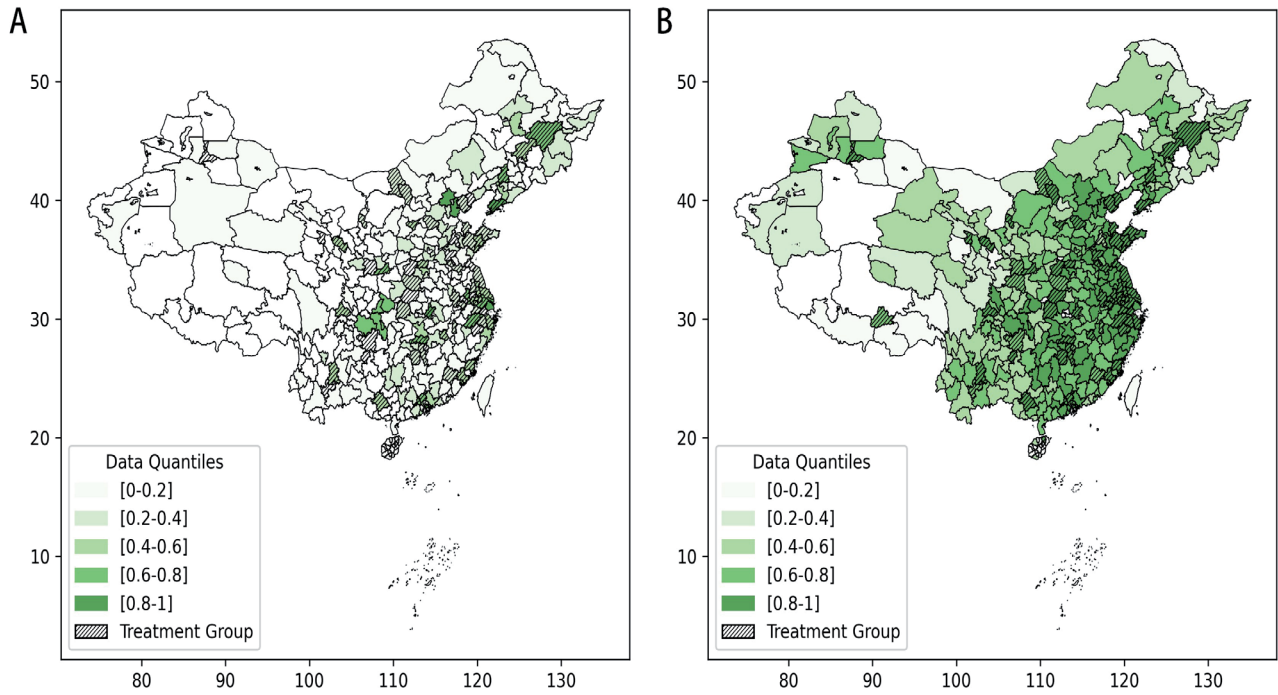 A
50
40
30
20
10
80 90 100 110 120 130
Data Quantiles
[0-0.2]
[0.2-0.4]
[0.4-0.6]
[0.6-0.8]
[0.8-1]
Treatment Group
B
50
40
30
20
10
80 90 100 110 120 130
Data Quantiles
[0-0.2]
[0.2-0.4]
[0.4-0.6]
[0.6-0.8]
[0.8-1]
Treatment Group